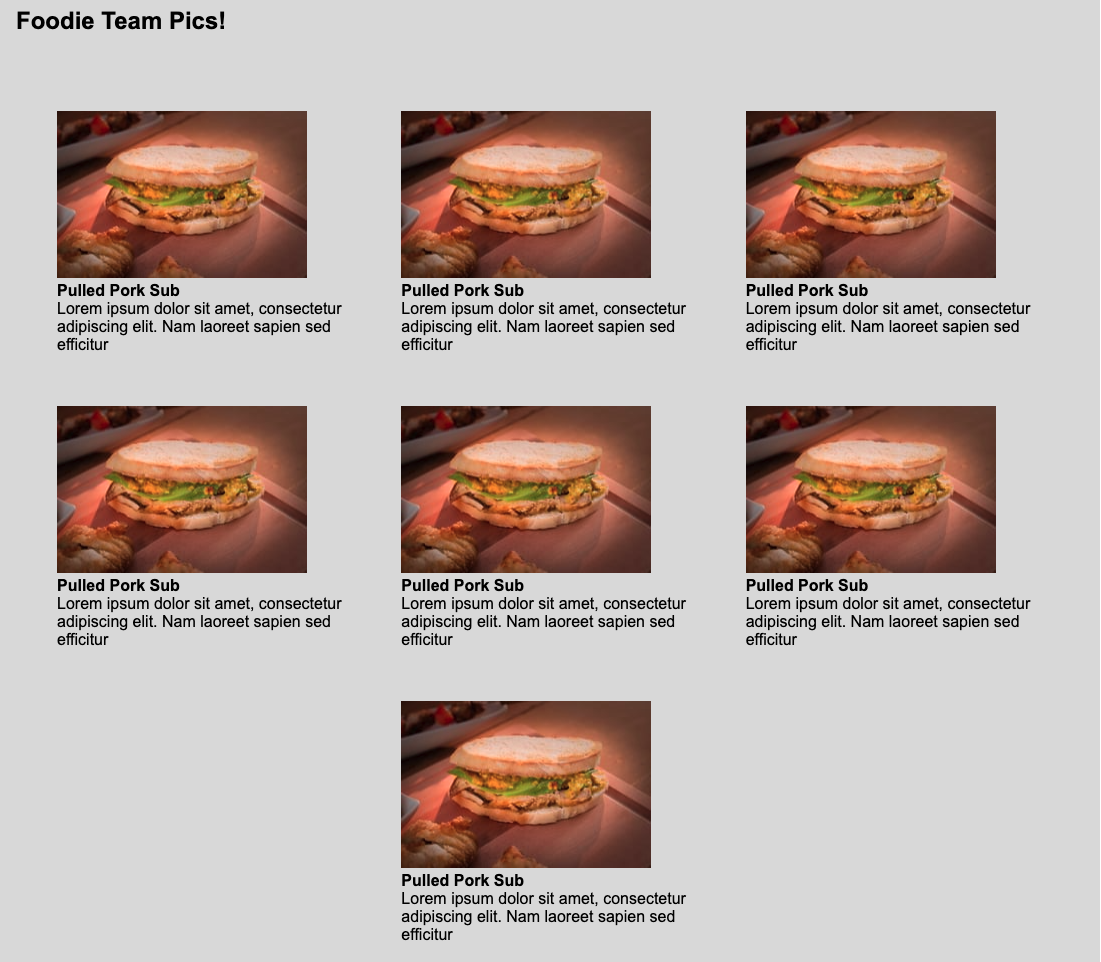 Foodie Team Pics!
Pulled Pork Sub
Lorem ipsum dolor sit amet, consectetur
adipiscing elit. Nam laoreet sapien sed
efficitur
Pulled Pork Sub
Lorem ipsum dolor sit amet, consectetur
adipiscing elit. Nam laoreet sapien sed
efficitur
Pulled Pork Sub
Lorem ipsum dolor sit amet, consectetur
adipiscing elit. Nam laoreet sapien sed
efficitur
Pulled Pork Sub
Lorem ipsum dolor sit amet, consectetur
adipiscing elit. Nam laoreet sapien sed
efficitur
Pulled Pork Sub
Lorem ipsum dolor sit amet, consectetur
adipiscing elit. Nam laoreet sapien sed
efficitur
Pulled Pork Sub
Lorem ipsum dolor sit amet, consectetur
adipiscing elit. Nam laoreet sapien sed
efficitur
Pulled Pork Sub
Lorem ipsum dolor sit amet, consectetur
adipiscing elit. Nam laoreet sapien sed
efficitur